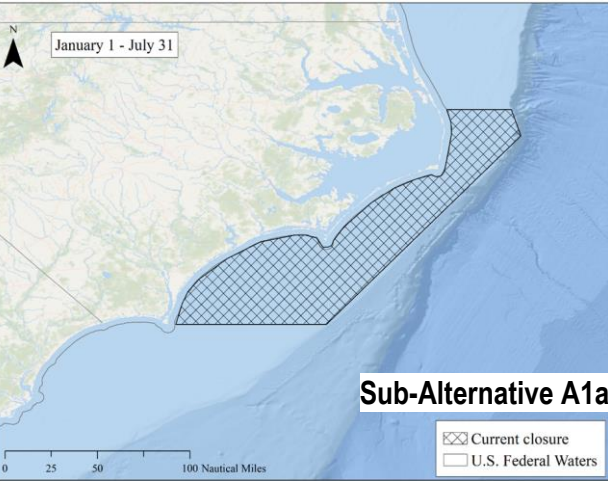 N
January 1 - July 31
Sub-Alternative A1a
Current closure
U.S. Federal Waters
0 25 50 100 Nautical Miles